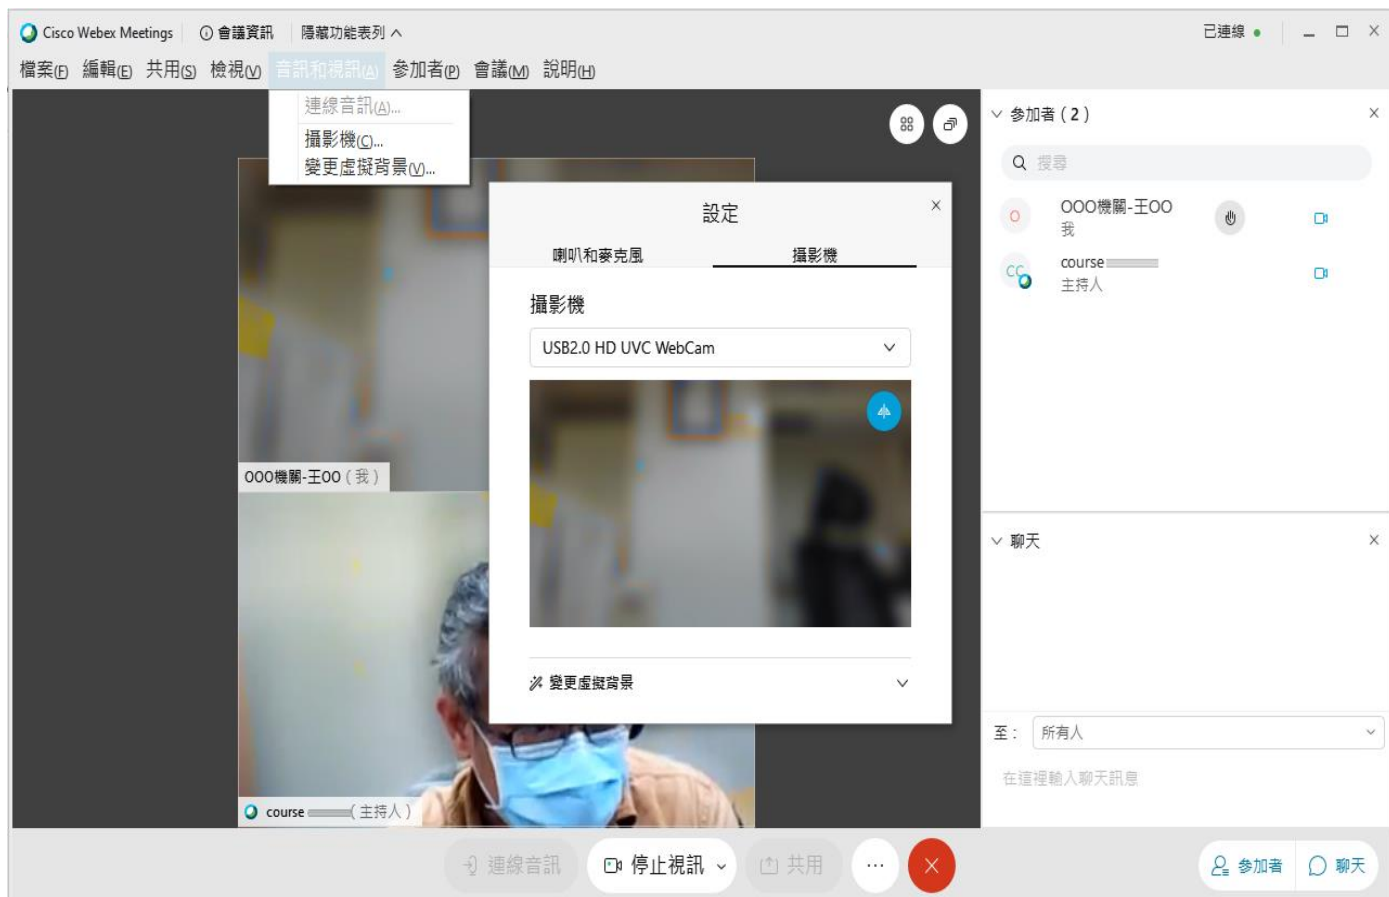 Cisco Webex Meetings 會議資訊 隱藏功能表列 已連線
檔案(F) 編輯(E) 共用(S) 檢視(V) 音訊和視訊(A) 參加者(P) 會議(M) 說明(H)
連線音訊(A)...
攝影機(C)...
變更虛擬背景(V)...
設定
喇叭和麥克風 攝影機
攝影機
USB2.0 HD UVC WebCam
變更虛擬背景
OOO機關-王OO（我）
course （主持人）
參加者（2）
搜尋
O OOO機關-王OO
我
CC course
主持人
聊天
至： 所有人
在這裡輸入聊天訊息
連線音訊 停止視訊 共用 ... 參加者 聊天